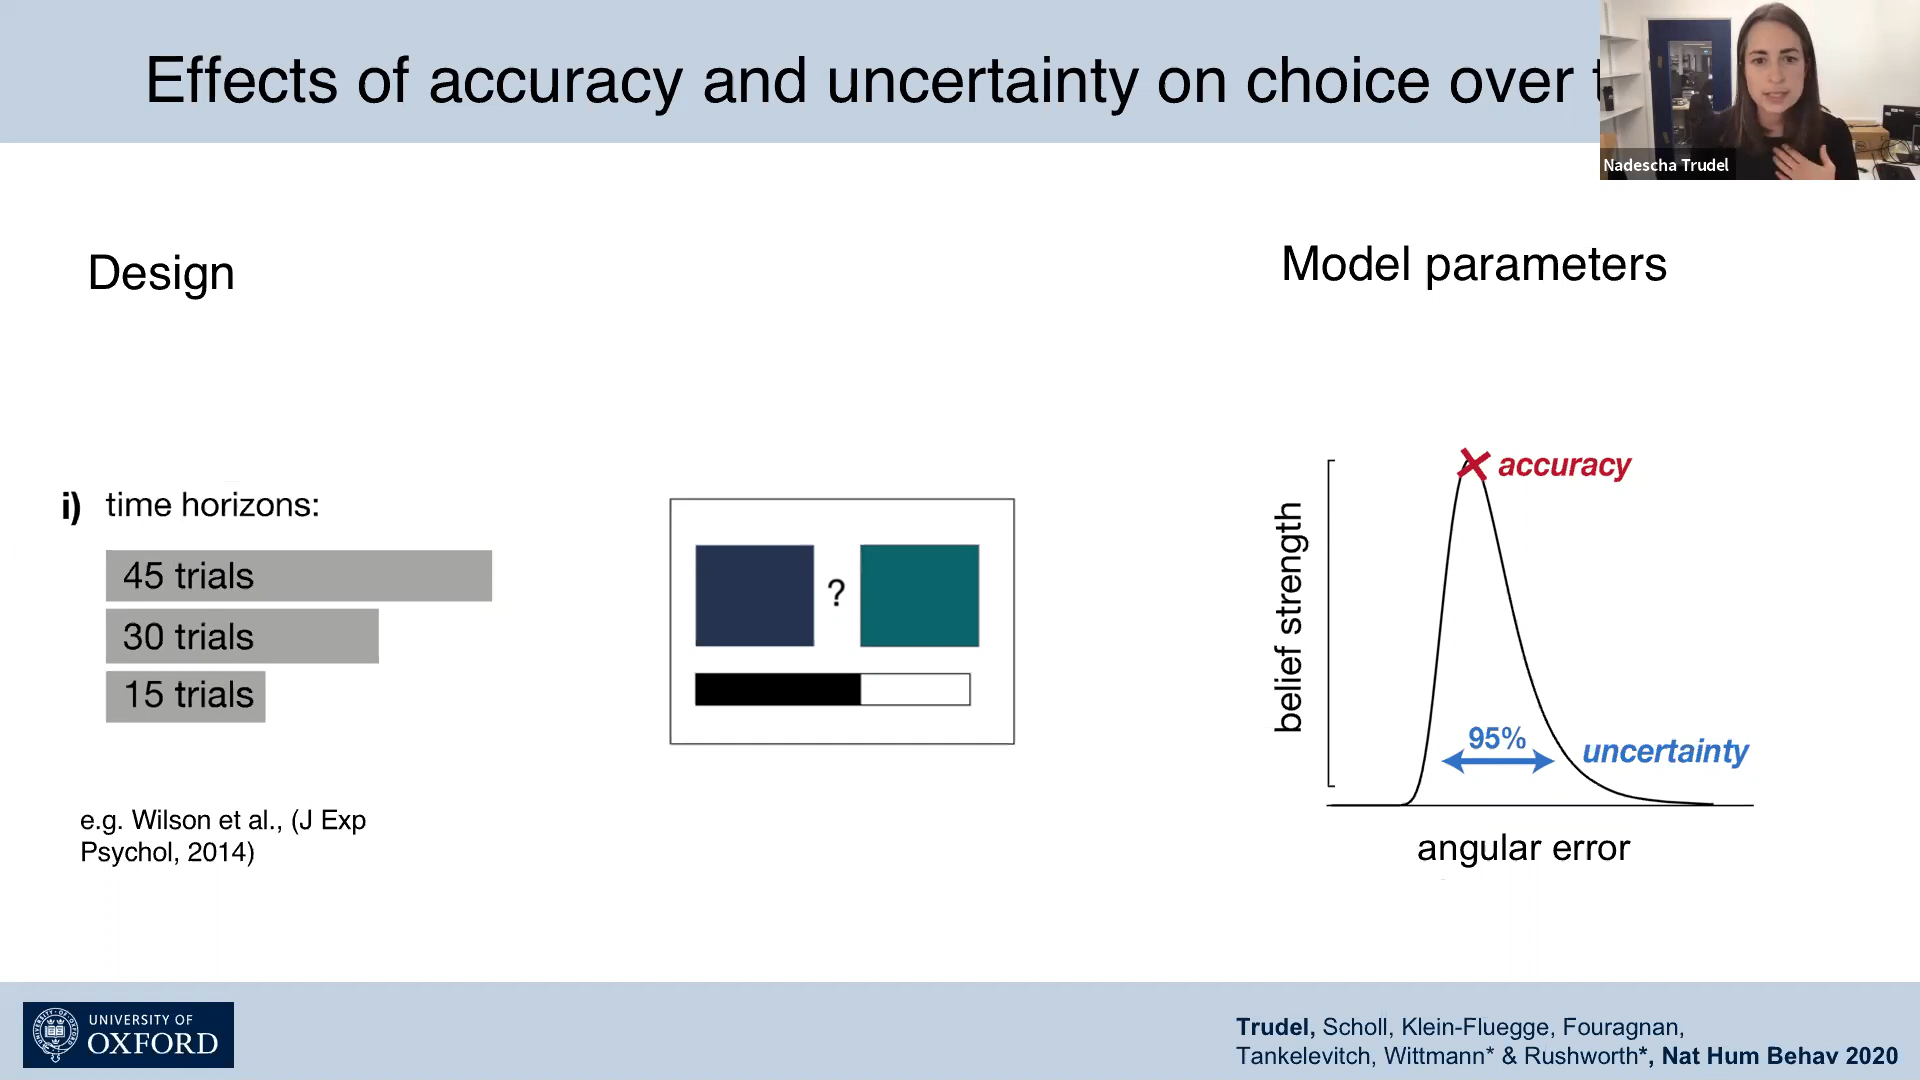 Effects of accuracy and uncertainty on choice over
Nadescha Trudel
Design
Model parameters
i) time horizons:
45 trials
30 trials
15 trials
e.g. Wilson et al., (J Exp
Psychol, 2014)
?
accuracy
belief strength
95%
uncertainty
angular error
UNIVERSITY OF
OXFORD
Trudel, Scholl, Klein-Fluegge, Fouragnan,
Tankelevitch, Wittmann* & Rushworth*, Nat Hum Behav 2020